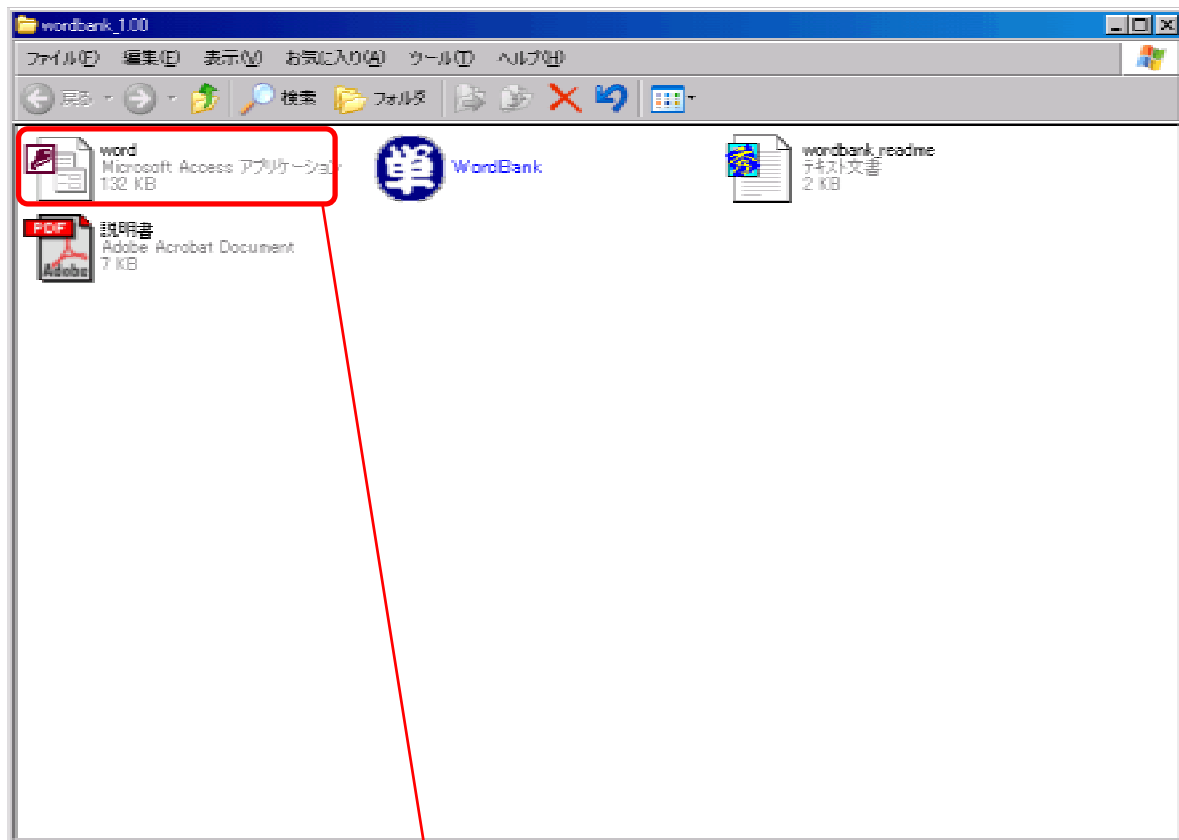 wordbank_1.00
ファイル(F) 編集(E) 表示(V) お気に入り(A) ツール(T) ヘルプ(H)
戻る 検索 フォルダ
word
Microsoft Access アプリケーション
132 KB
単
WordBank
秀
wordbank_readme
テキスト文書
2 KB
PDF
Adobe
説明書
Adobe Acrobat Document
7 KB